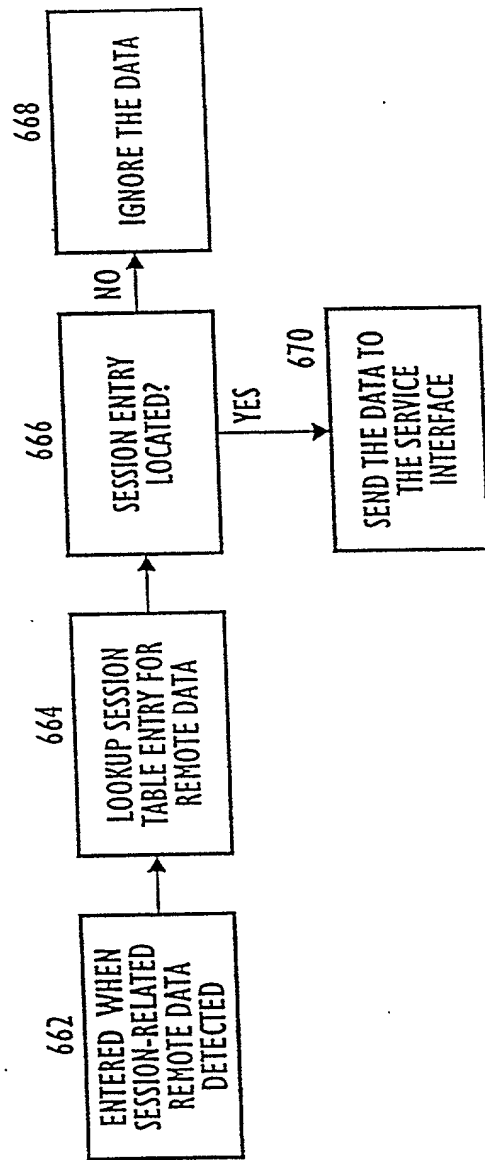 662
ENTERED WHEN
SESSION-RELATED
REMOTE DATA
DETECTED
664
LOOKUP SESSION
TABLE ENTRY FOR
REMOTE DATA
666
SESSION ENTRY
LOCATED?
NO
668
IGNORE THE DATA
YES
670
SEND THE DATA TO
THE SERVICE
INTERFACE